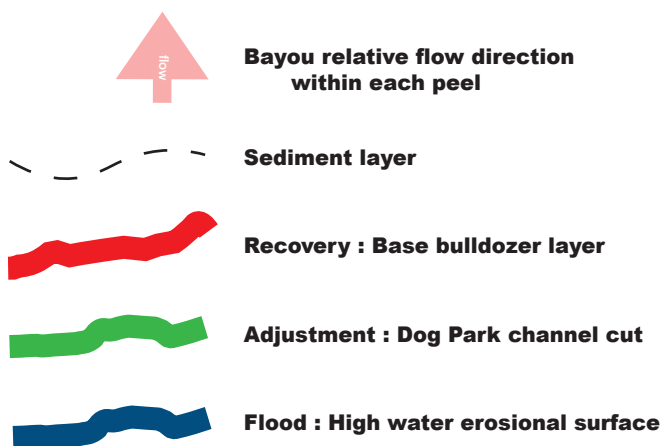 flow
Bayou relative flow direction
within each peel
Sediment layer
Recovery : Base bulldozer layer
Adjustment : Dog Park channel cut
Flood : High water erosional surface